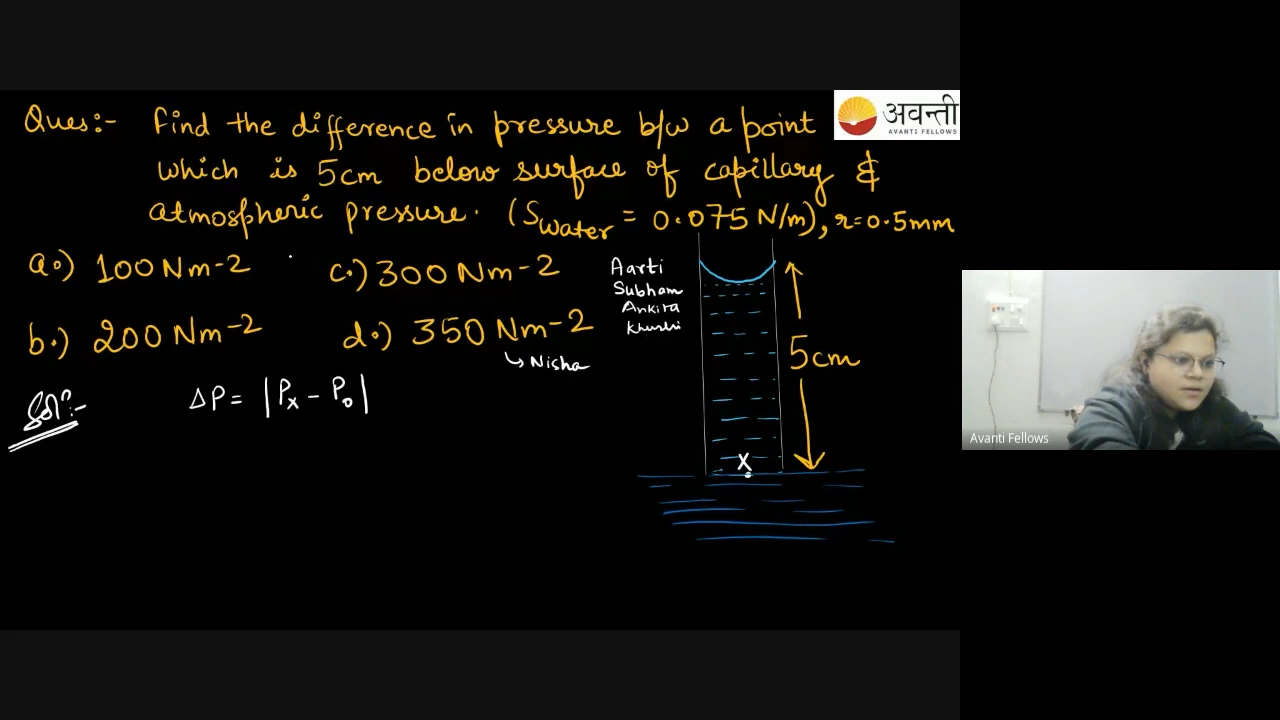 Ques:- Find the difference in pressure b/w a point
which is 5cm below surface of capillary &
atmospheric pressure. (Swater = 0.075 N/m), r=0.5mm
a.) 100 Nm-2
c.) 300 Nm-2
b.) 200 Nm-2
d.) 350 Nm-2
↳ Nisha
Aarti
Subham
Ankita
Khushi
5cm
x
Solⁿ:-
ΔP = |Px - P0|
अवन्ती
AVANTI FELLOWS
Avanti Fellows